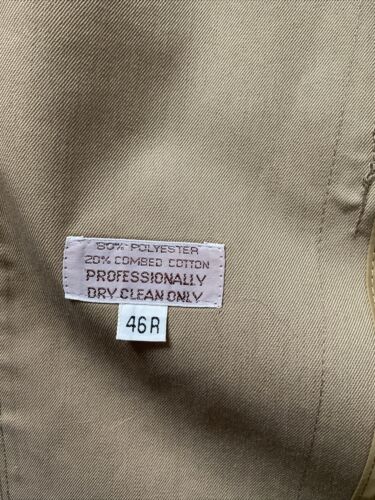 80% POLYESTER
20% COMBED COTTON
PROFESSIONALLY
DRY CLEAN ONLY
46R